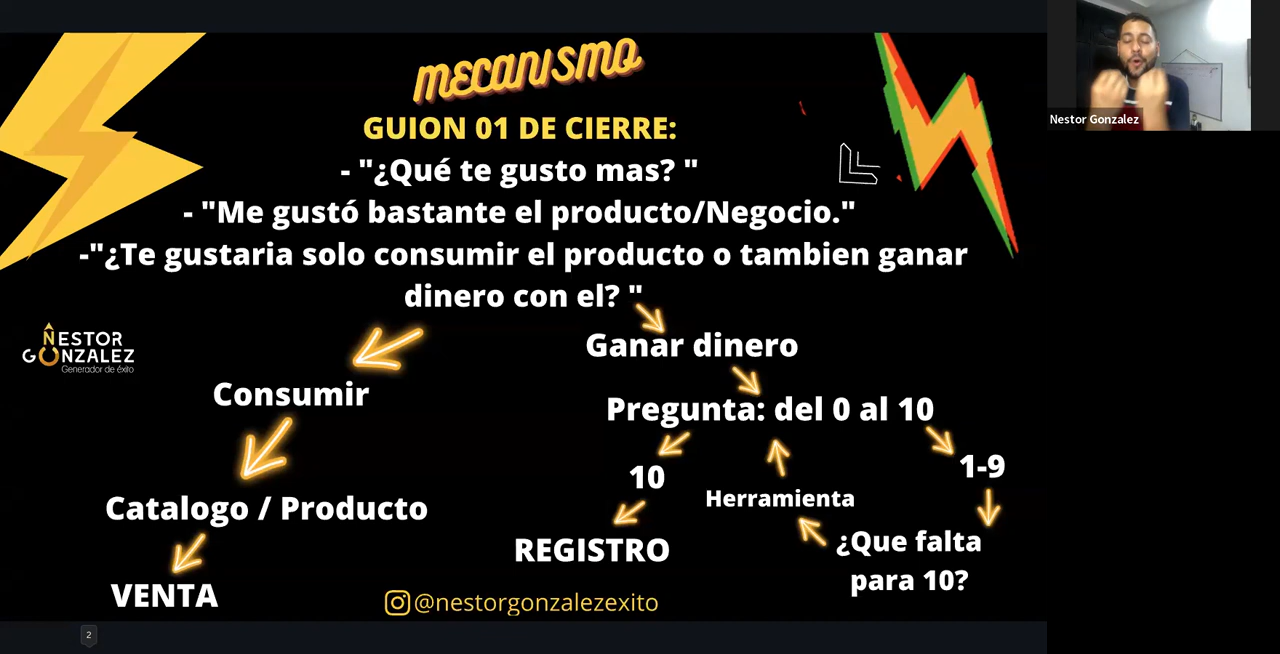 MECANISMO
GUION 01 DE CIERRE:
- "¿Qué te gusto mas? "
- "Me gustó bastante el producto/Negocio."
-"¿Te gustaria solo consumir el producto o tambien ganar
dinero con el? "
Ganar dinero
Consumir
Pregunta: del 0 al 10
10
1-9
Herramienta
Catalogo / Producto
¿Que falta
para 10?
REGISTRO
VENTA
@nestorgonzalezexito
NESTOR
GONZALEZ
Generador de éxito
Nestor Gonzalez
2